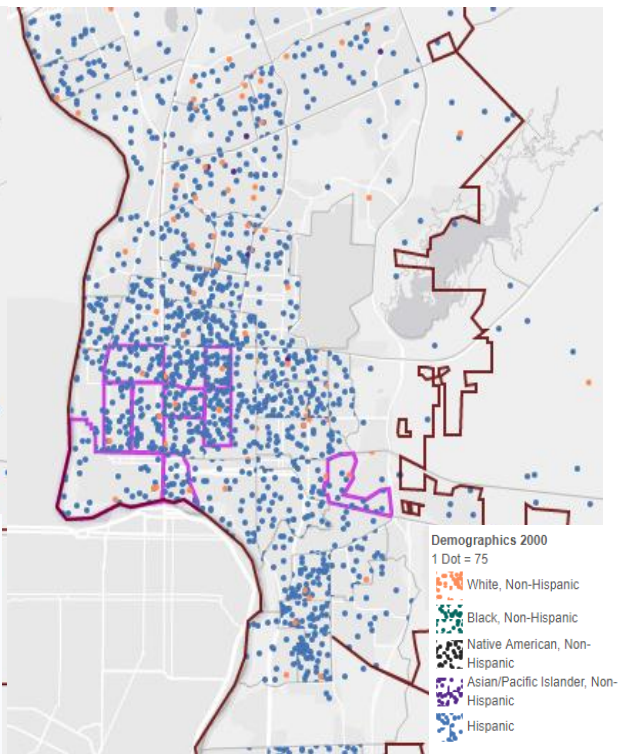 Demographics 2000
1 Dot = 75
White, Non-Hispanic
Black, Non-Hispanic
Native American, Non-
Hispanic
Asian/Pacific Islander, Non-
Hispanic
Hispanic